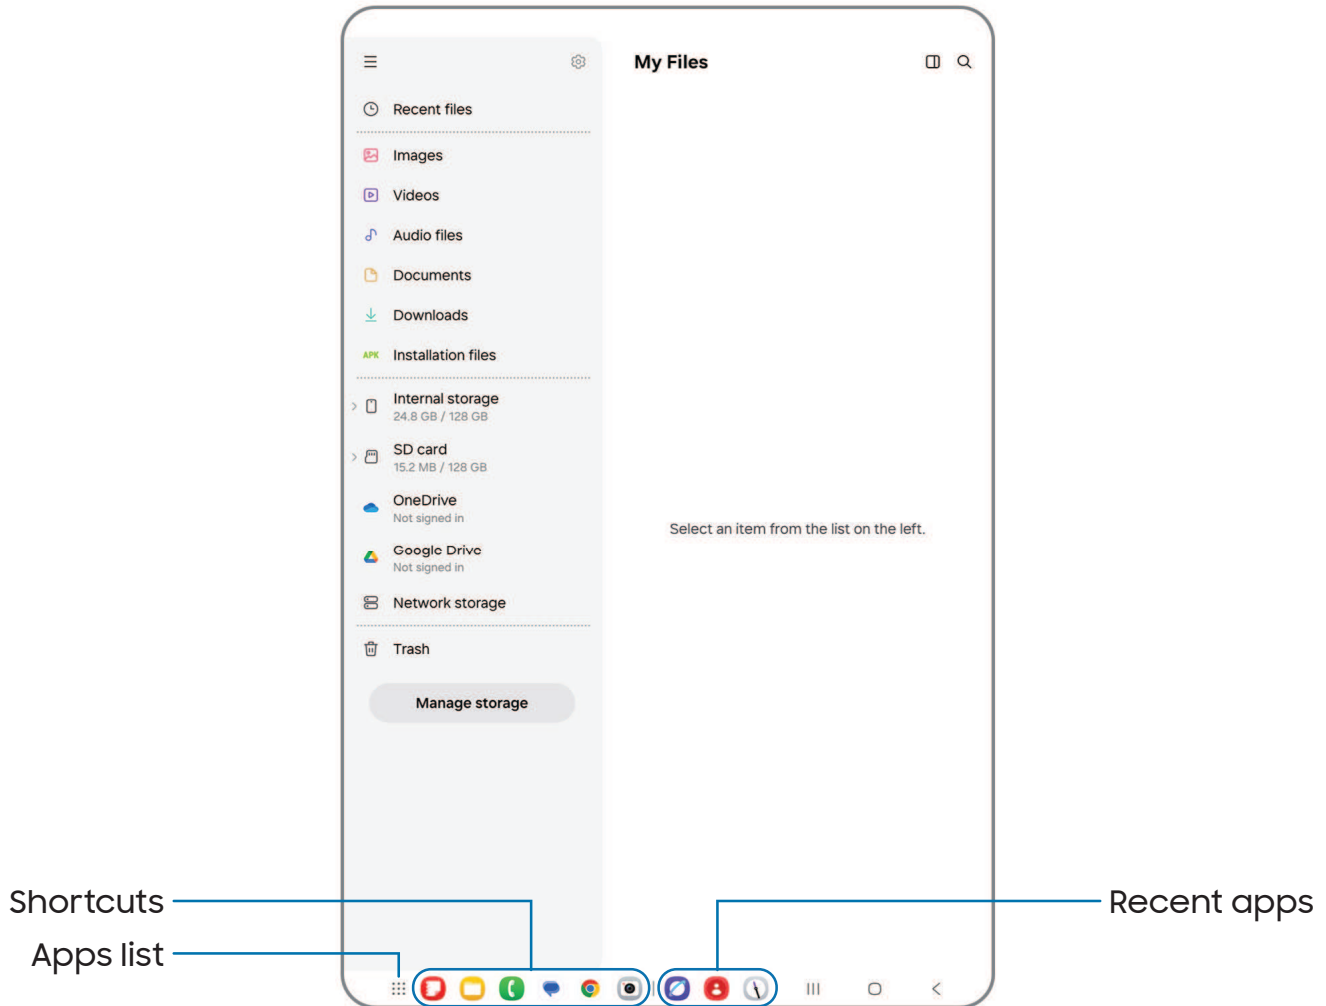 My Files
Recent files
Images
Videos
Audio files
Documents
Downloads
APK Installation files
Internal storage
24.8 GB / 128 GB
SD card
15.2 MB / 128 GB
OneDrive
Not signed in
Google Drive
Not signed in
Network storage
Trash
Manage storage
Select an item from the list on the left.
Shortcuts
Apps list
Recent apps